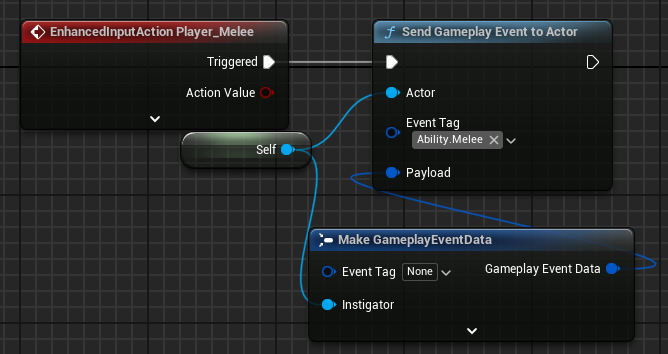 EnhancedInputAction Player_Melee
Triggered
Action Value
Self
Send Gameplay Event to Actor
Actor
Event Tag
Ability.Melee
Payload
Make GameplayEventData
Event Tag None
Gameplay Event Data
Instigator